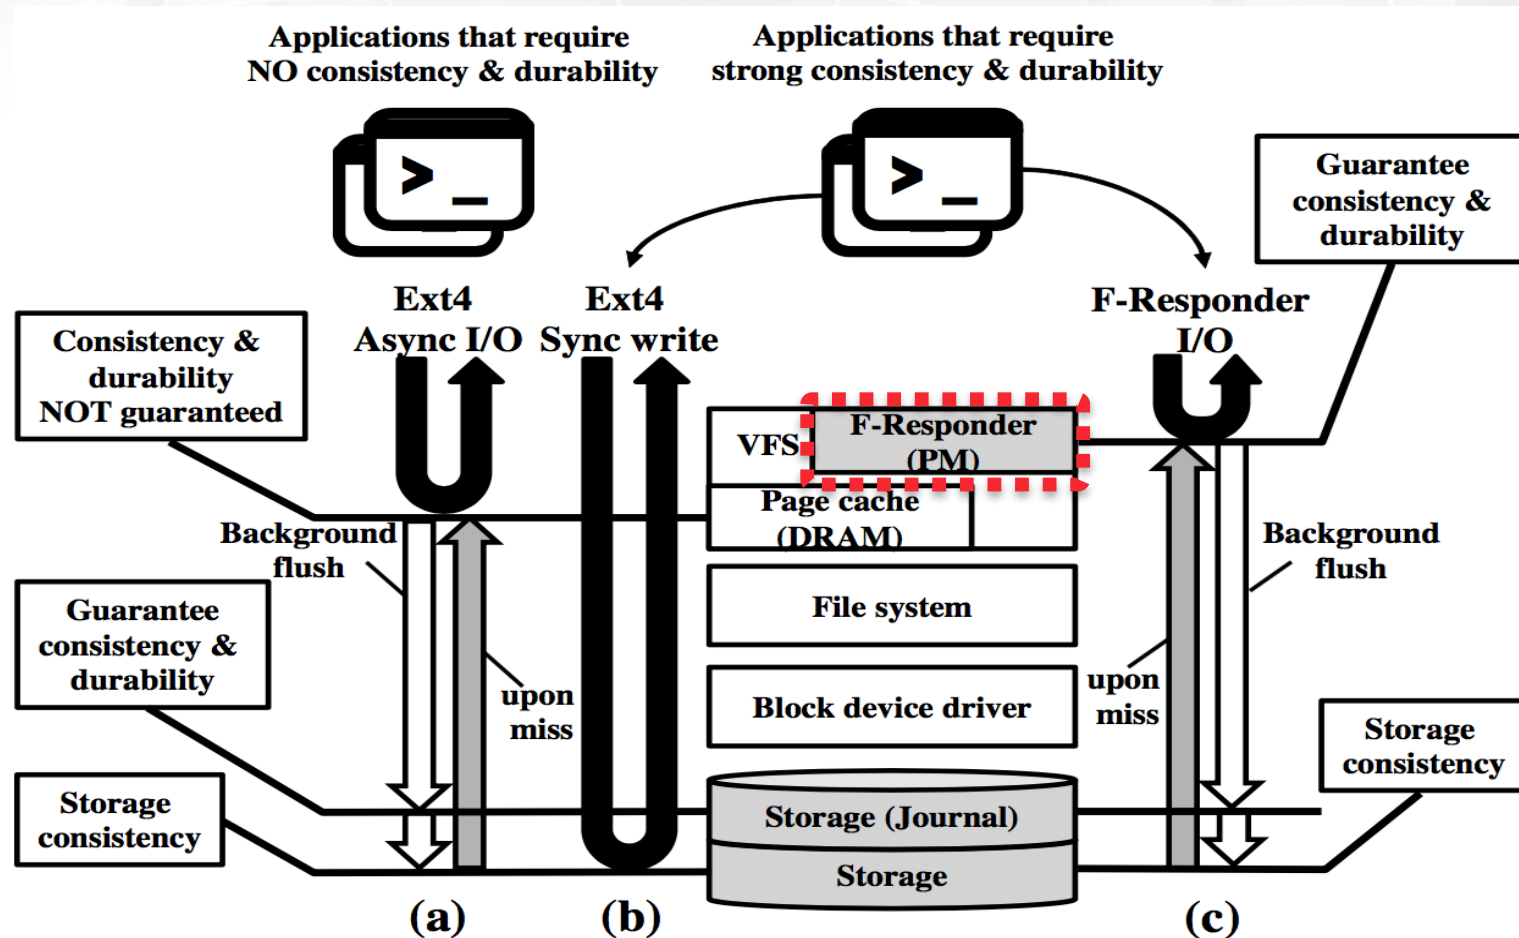 Applications that require
NO consistency & durability
Applications that require
strong consistency & durability
> _
> _
Guarantee
consistency &
durability
Ext4
Async I/O
Ext4
Sync write
F-Responder
I/O
Consistency &
durability
NOT guaranteed
VFS
F-Responder
(PM)
Page cache
(DRAM)
Background
flush
Background
flush
File system
Guarantee
consistency &
durability
upon
miss
Block device driver
upon
miss
Storage
consistency
Storage
consistency
Storage (Journal)
Storage
(a)
(b)
(c)